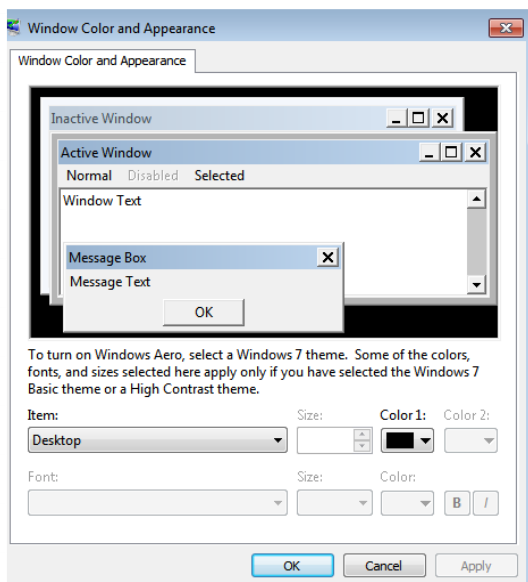 Window Color and Appearance
Window Color and Appearance
Inactive Window
Active Window
Normal Disabled Selected
Window Text
Message Box
Message Text
OK
To turn on Windows Aero, select a Windows 7 theme. Some of the colors,
fonts, and sizes selected here apply only if you have selected the Windows 7
Basic theme or a High Contrast theme.
Item: Size: Color 1: Color 2:
Desktop
Font: Size: Color:
B I
OK Cancel Apply